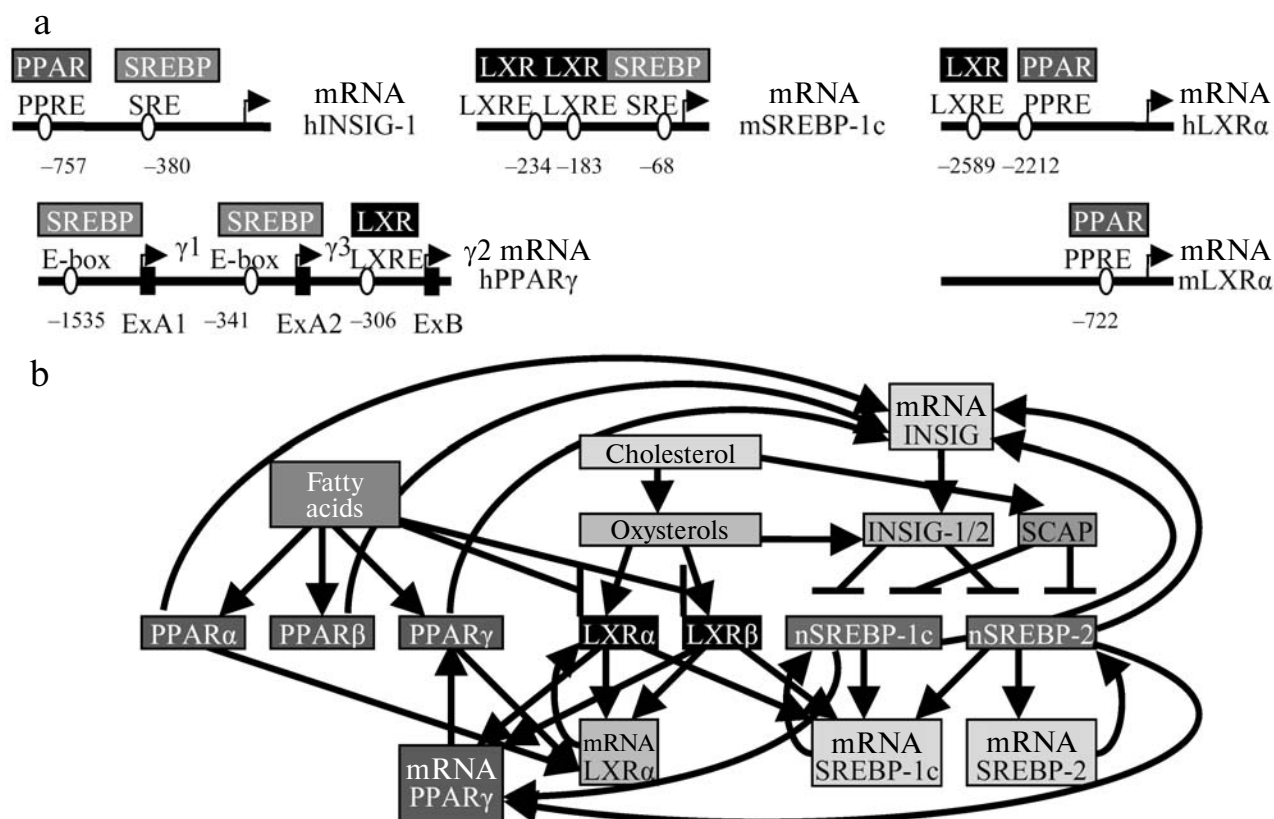 a
PPAR SREBP
PPRE SRE
mRNA
hINSIG-1
–757 –380
LXR LXR SREBP
LXRE LXRE SRE
mRNA
mSREBP-1c
–234 –183 –68
LXR PPAR
LXRE PPRE
mRNA
hLXRα
–2589 –2212
SREBP SREBP LXR
E-box γ1 E-box γ3 LXRE γ2 mRNA
hPPARγ
–1535 ExA1 –341 ExA2 –306 ExB
PPAR
PPRE mRNA
mLXRα
–722
b
mRNA
INSIG
Cholesterol
Fatty
acids
Oxysterols INSIG-1/2 SCAP
PPARα PPARβ PPARγ LXRα LXRβ nSREBP-1c nSREBP-2
mRNA
PPARγ
mRNA
LXRα
mRNA
SREBP-1c
mRNA
SREBP-2